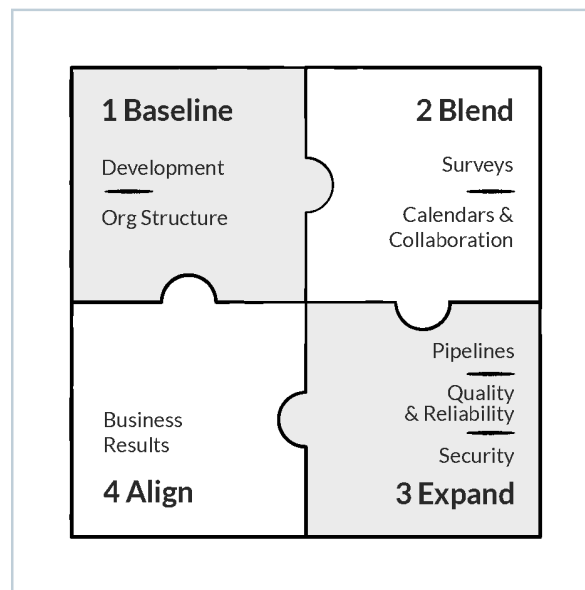 1 Baseline
Development
Org Structure
2 Blend
Surveys
Calendars &
Collaboration
Pipelines
Quality
& Reliability
Security
3 Expand
Business
Results
4 Align